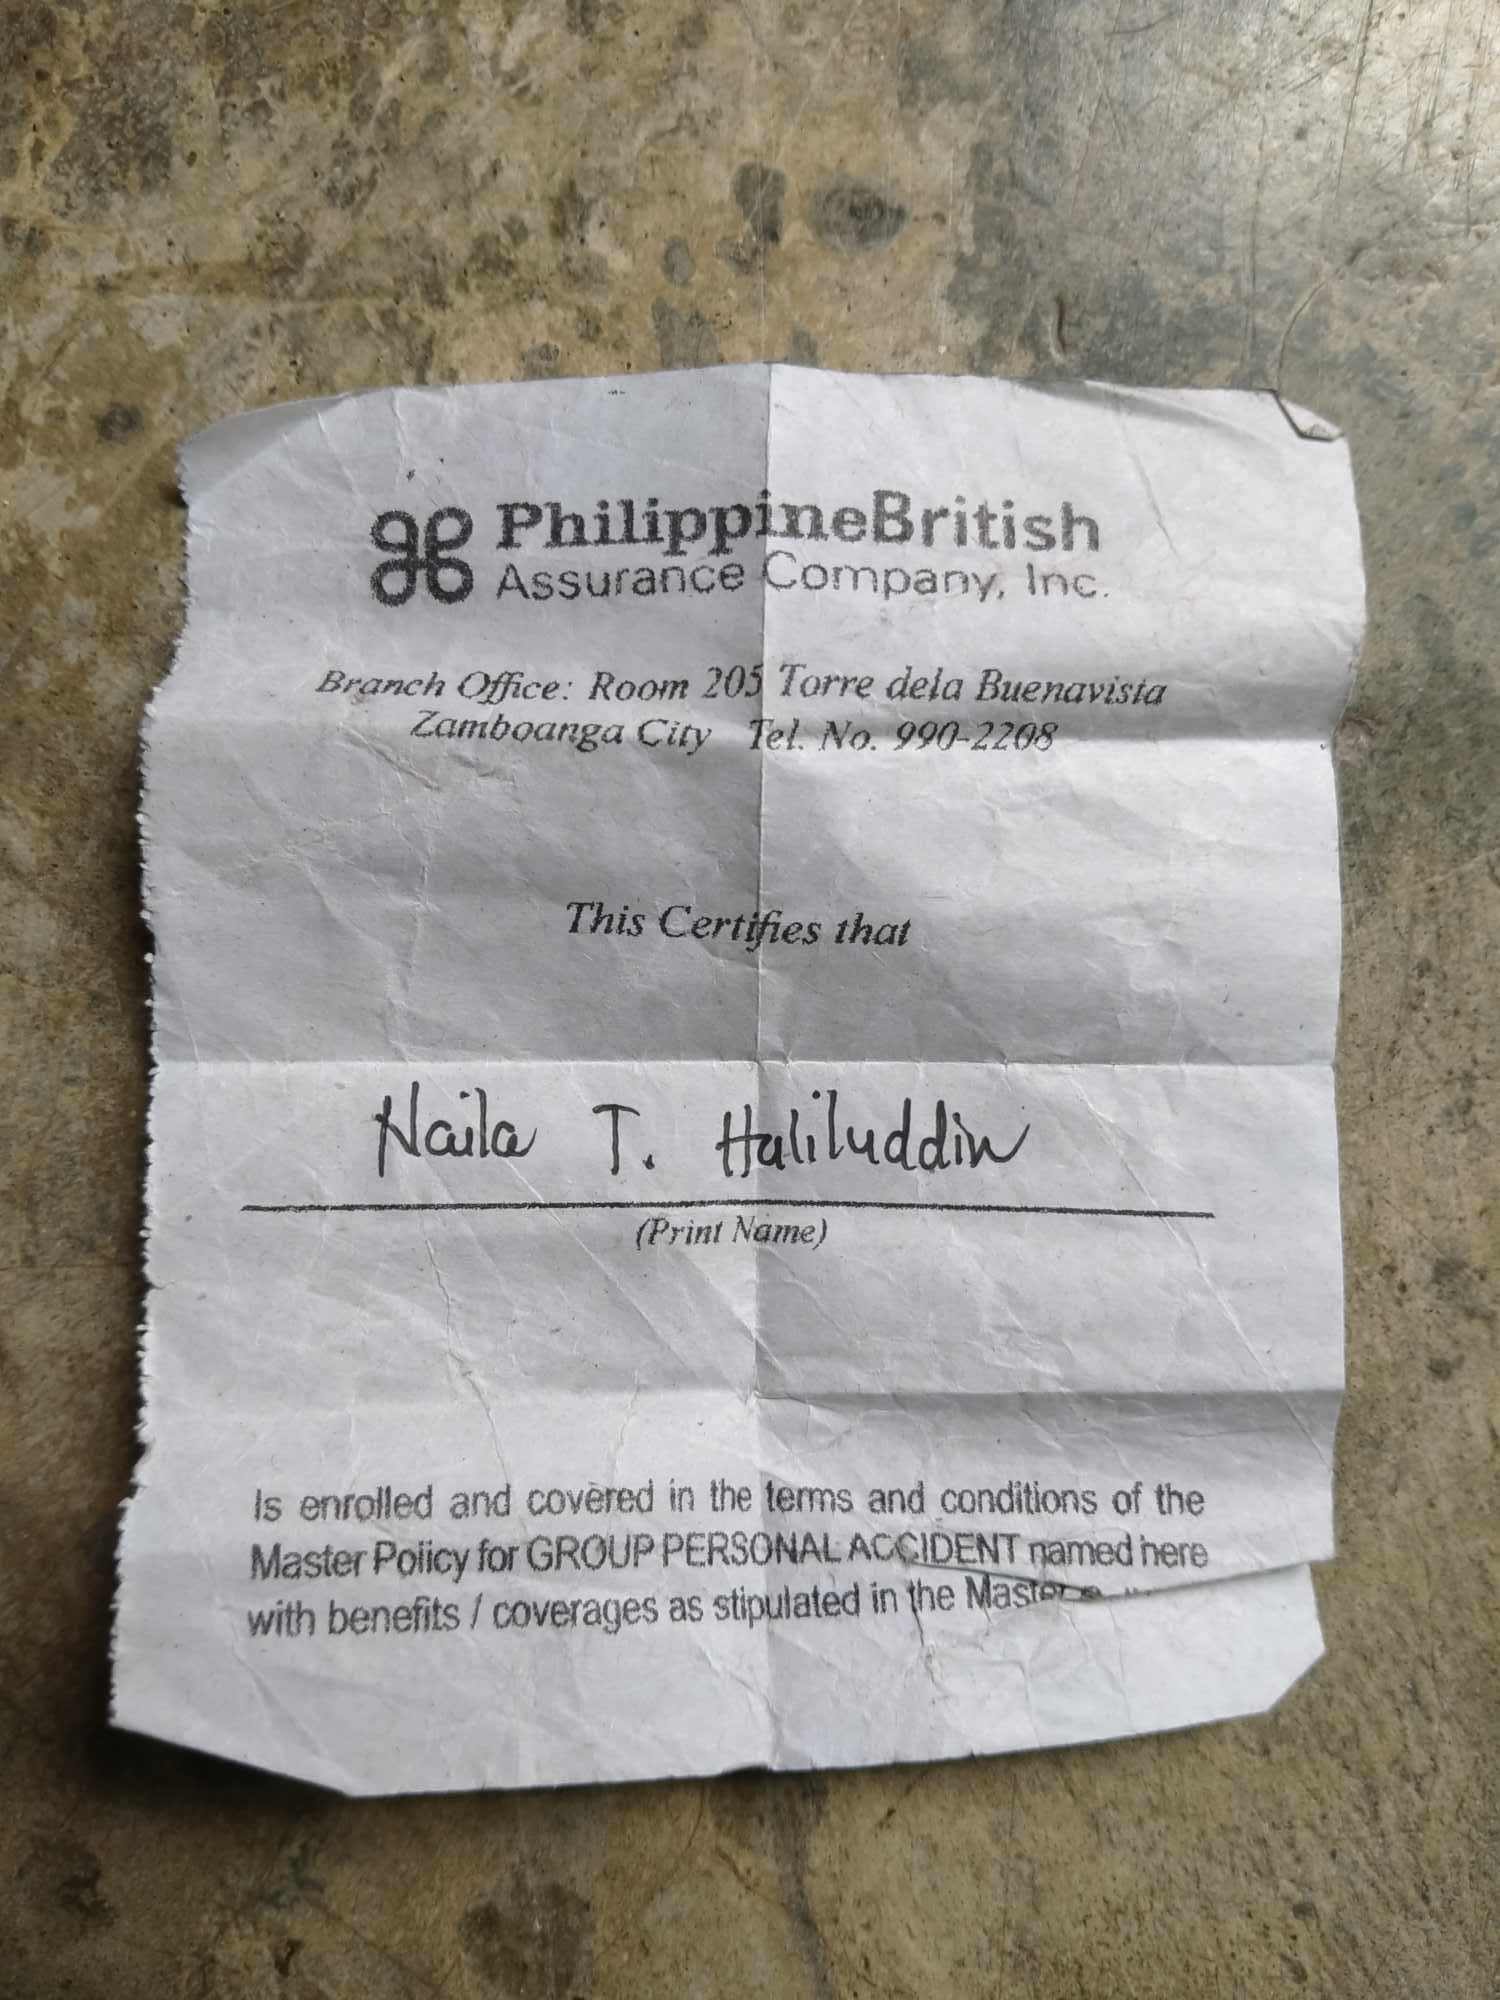 PhilippineBritish
Assurance Company, Inc.
Branch Office: Room 205 Torre dela Buenavista
Zamboanga City Tel. No. 990-2208
This Certifies that
Naila T. Haliluddin
(Print Name)
Is enrolled and covered in the terms and conditions of the
Master Policy for GROUP PERSONAL ACCIDENT named here
with benefits / coverages as stipulated in the Master